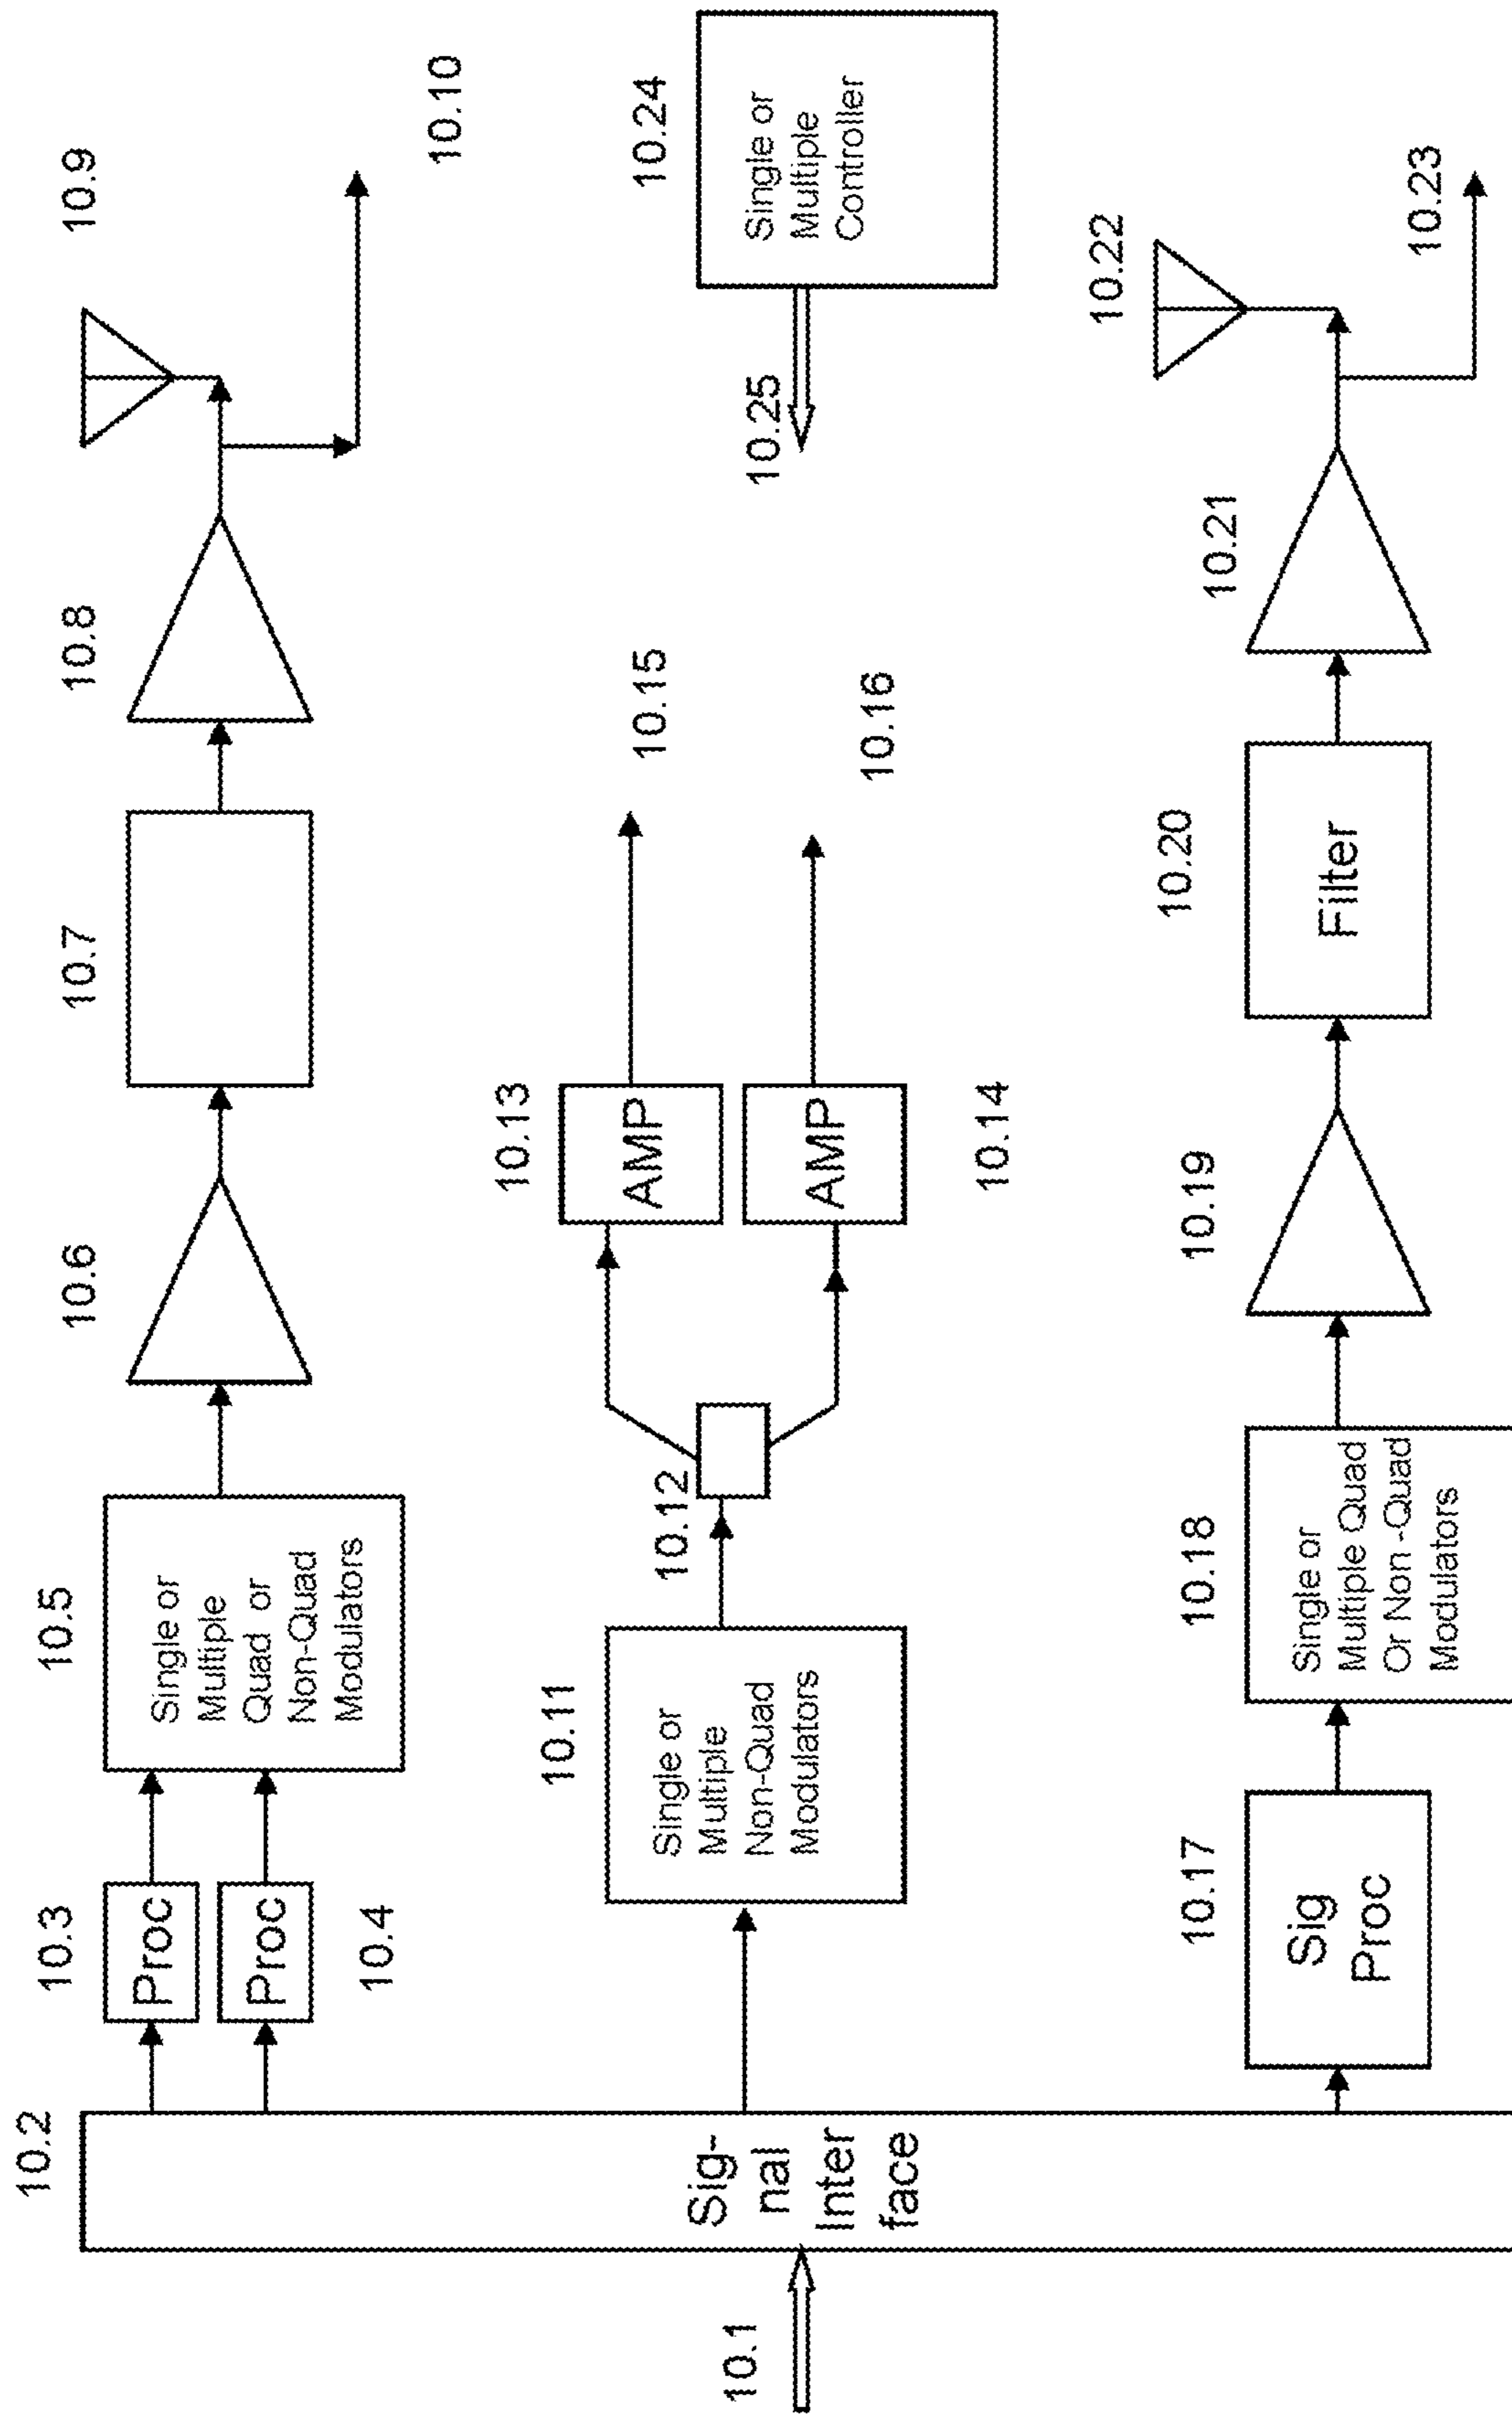 10.1
10.2
Sig-
nal
Inter
face
10.3
Proc
Proc
10.4
10.5
Single or
Multiple
Quad or
Non-Quad
Modulators
10.6
10.7
10.8
10.9
10.10
10.11
Single or
Multiple
Non-Quad
Modulators
10.12
10.13
AMP
AMP
10.14
10.15
10.16
10.24
Single or
Multiple
Controller
10.25
10.17
Sig
Proc
10.18
Single or
Multiple Quad
Or Non -Quad
Modulators
10.19
10.20
Filter
10.21
10.22
10.23